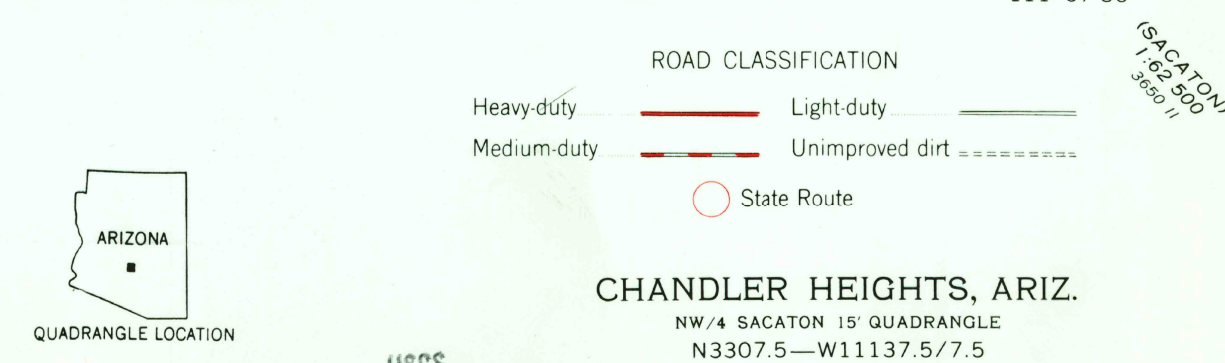 ROAD CLASSIFICATION
Heavy-duty Light-duty
Medium-duty Unimproved dirt
State Route
(SACATON)
1:62 500
3650 II
ARIZONA
QUADRANGLE LOCATION
CHANDLER HEIGHTS, ARIZ.
NW/4 SACATON 15' QUADRANGLE
N3307.5—W11137.5/7.5